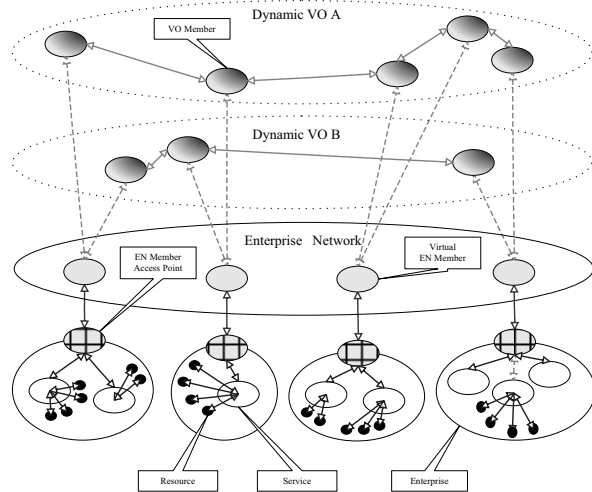 Dynamic VO A
VO Member
Dynamic VO B
Enterprise Network
EN Member
Access Point
Virtual
EN Member
Resource
Service
Enterprise